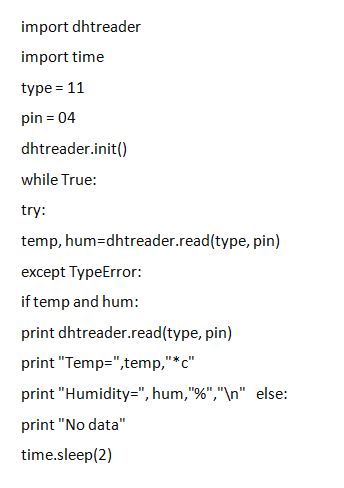 import dhtreader
import time
type = 11
pin = 04
dhtreader.init()
while True:
try:
temp, hum=dhtreader.read(type, pin)
except TypeError:
if temp and hum:
print dhtreader.read(type, pin)
print "Temp=",temp,"*c"
print "Humidity=", hum,"%","\n"   else:
print "No data"
time.sleep(2)